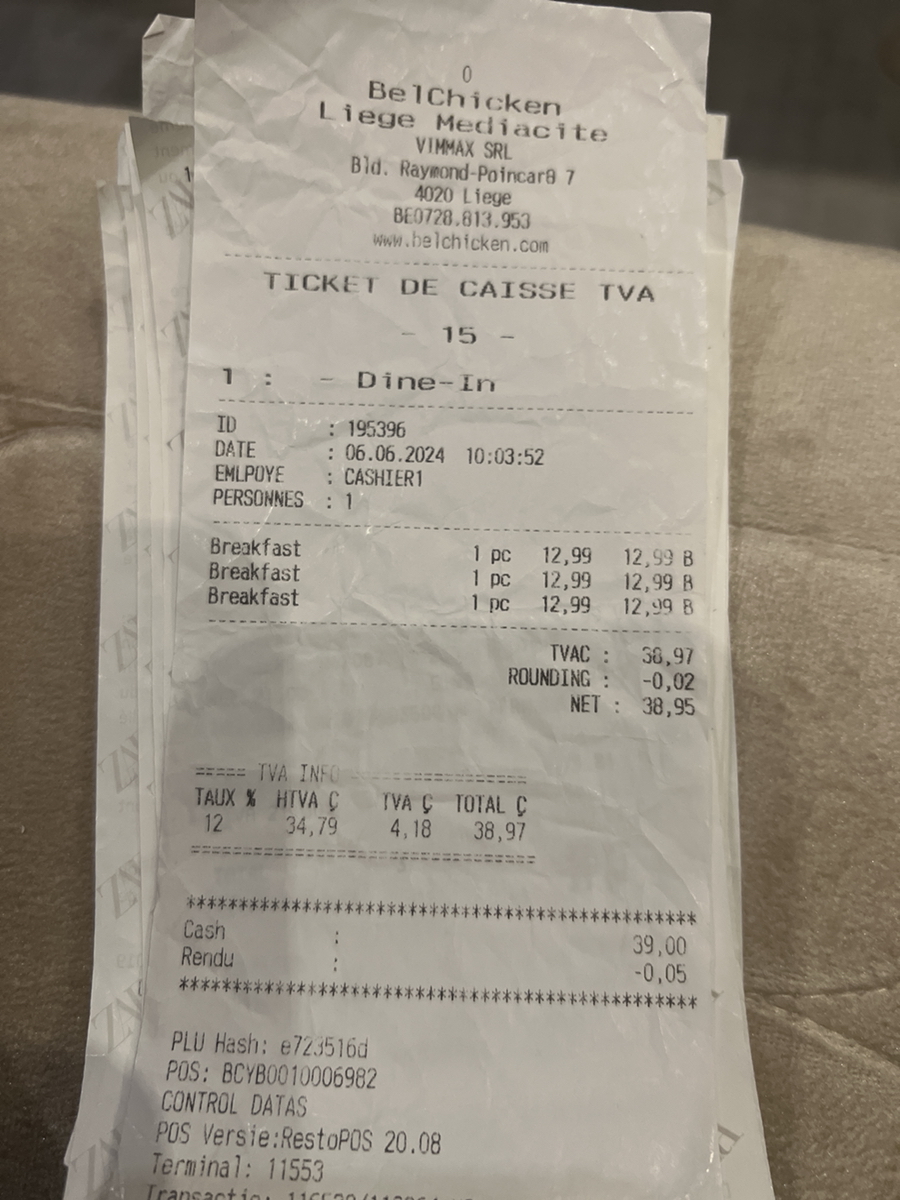 0
BelChicken
Liege Mediacite
VIMMAX SRL
Bld. Raymond-Poincar8 7
4020 Liege
BE0728.813.953
www.belchicken.com
TICKET DE CAISSE TVA
- 15 -
1 : - Dine-In
ID : 195396
DATE : 06.06.2024 10:03:52
EMLPOYE : CASHIER1
PERSONNES : 1
Breakfast 1 pc 12,99 12,99 B
Breakfast 1 pc 12,99 12,99 B
Breakfast 1 pc 12,99 12,99 B
TVAC : 38,97
ROUNDING : -0,02
NET : 38,95
===== TVA INFO =================
TAUX % HTVA Ç TVA Ç TOTAL Ç
12 34,79 4,18 38,97
================================
*************************************************
Cash : 39,00
Rendu : -0,05
*************************************************
PLU Hash: e723516d
POS: BCYB0010006982
CONTROL DATAS
POS Versie:RestoPOS 20.08
Terminal: 11553